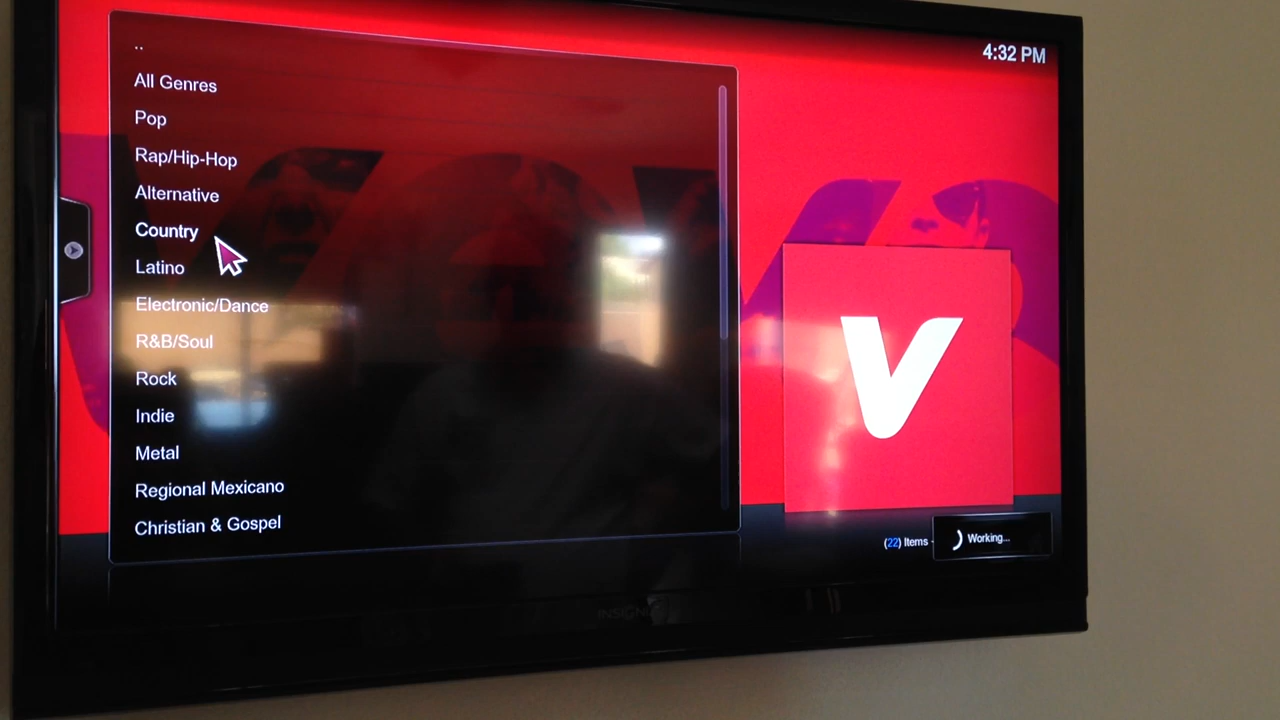 4:32 PM
..
All Genres
Pop
Rap/Hip-Hop
Alternative
Country
Latino
Electronic/Dance
R&B/Soul
Rock
Indie
Metal
Regional Mexicano
Christian & Gospel
V
(22) Items -
Working...
INSIGNIA